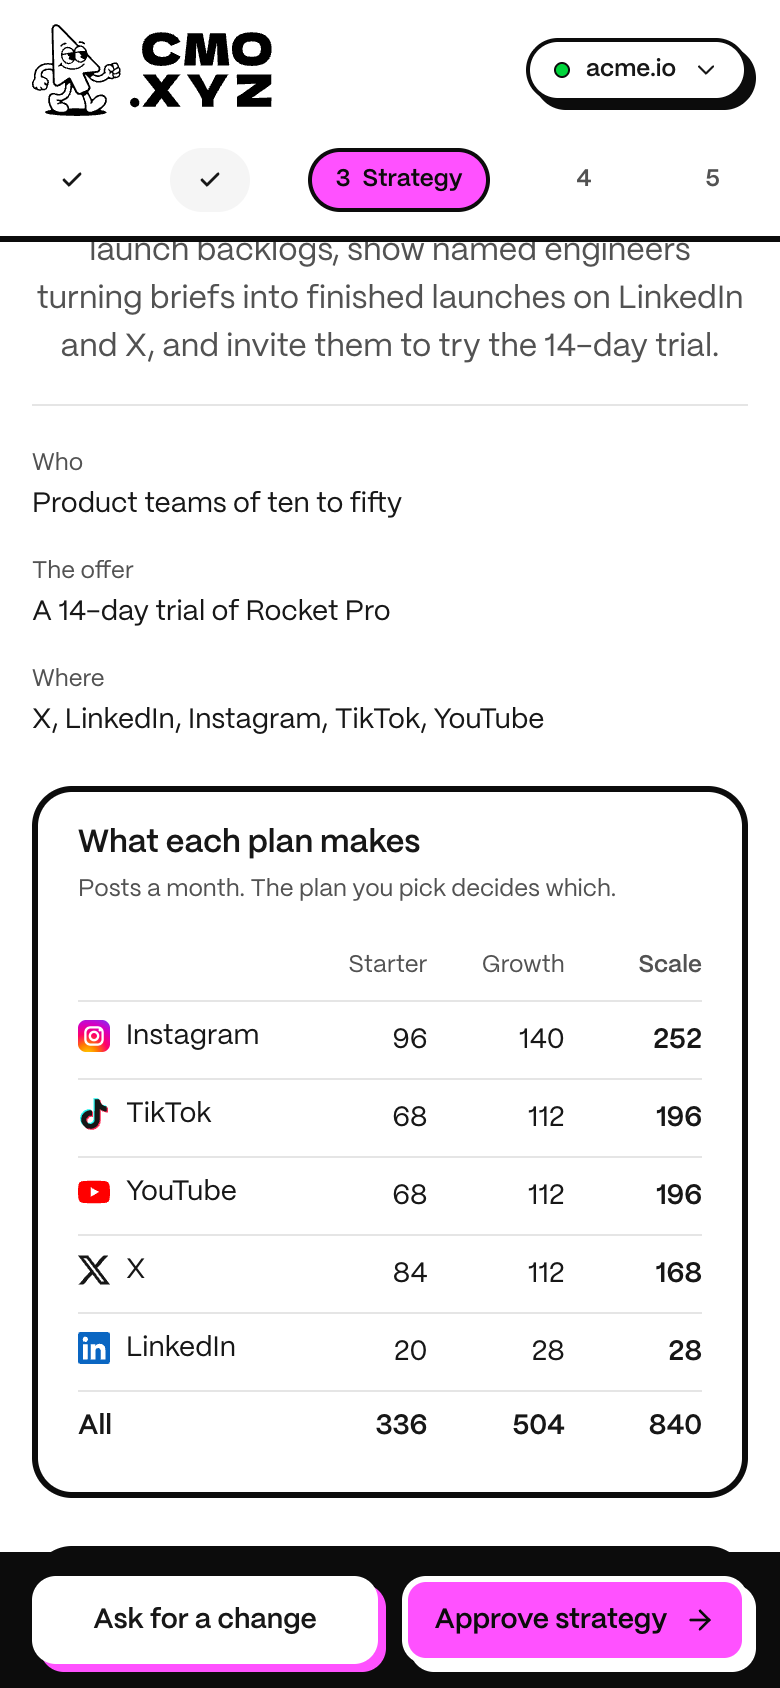 CMO
.XYZ
acme.io
3 Strategy
4
5
launch backlogs, show named engineers
turning briefs into finished launches on LinkedIn
and X, and invite them to try the 14-day trial.
Who
Product teams of ten to fifty
The offer
A 14-day trial of Rocket Pro
Where
X, LinkedIn, Instagram, TikTok, YouTube
What each plan makes
Posts a month. The plan you pick decides which.
Starter Growth Scale
Instagram 96 140 252
TikTok 68 112 196
YouTube 68 112 196
X 84 112 168
in LinkedIn 20 28 28
All 336 504 840
Ask for a change
Approve strategy